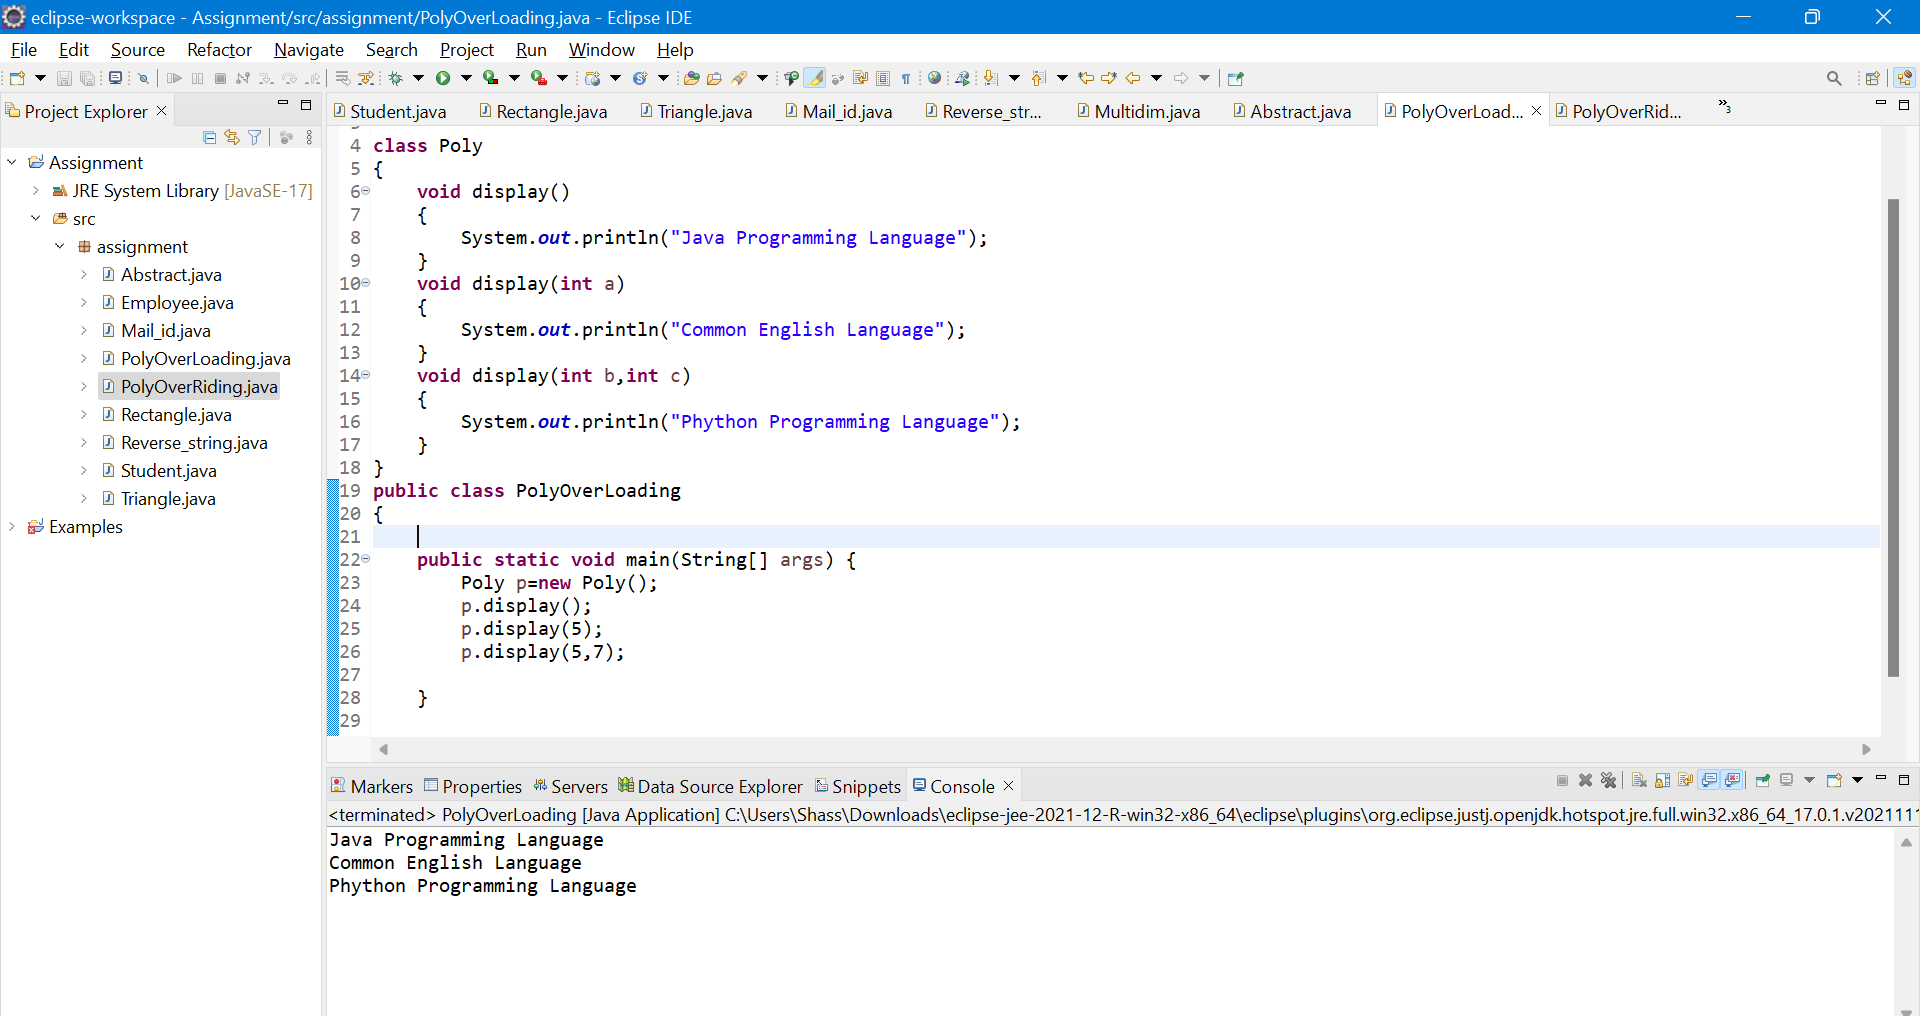 eclipse-workspace - Assignment/src/assignment/PolyOverLoading.java - Eclipse IDE
File Edit Source Refactor Navigate Search Project Run Window Help
Project Explorer
Student.java Rectangle.java Triangle.java Mail_id.java Reverse_str... Multidim.java Abstract.java PolyOverLoad... PolyOverRid... »3
Assignment
JRE System Library [JavaSE-17]
src
assignment
Abstract.java
Employee.java
Mail_id.java
PolyOverLoading.java
PolyOverRiding.java
Rectangle.java
Reverse_string.java
Student.java
Triangle.java
Examples
4 class Poly
5 {
6 void display()
7 {
8 System.out.println("Java Programming Language");
9 }
10 void display(int a)
11 {
12 System.out.println("Common English Language");
13 }
14 void display(int b,int c)
15 {
16 System.out.println("Phython Programming Language");
17 }
18 }
19 public class PolyOverLoading
20 {
21
22 public static void main(String[] args) {
23 Poly p=new Poly();
24 p.display();
25 p.display(5);
26 p.display(5,7);
27
28 }
29
Markers Properties Servers Data Source Explorer Snippets Console
<terminated> PolyOverLoading [Java Application] C:\Users\Shass\Downloads\eclipse-jee-2021-12-R-win32-x86_64\eclipse\plugins\org.eclipse.justj.openjdk.hotspot.jre.full.win32.x86_64_17.0.1.v2021111
Java Programming Language
Common English Language
Phython Programming Language